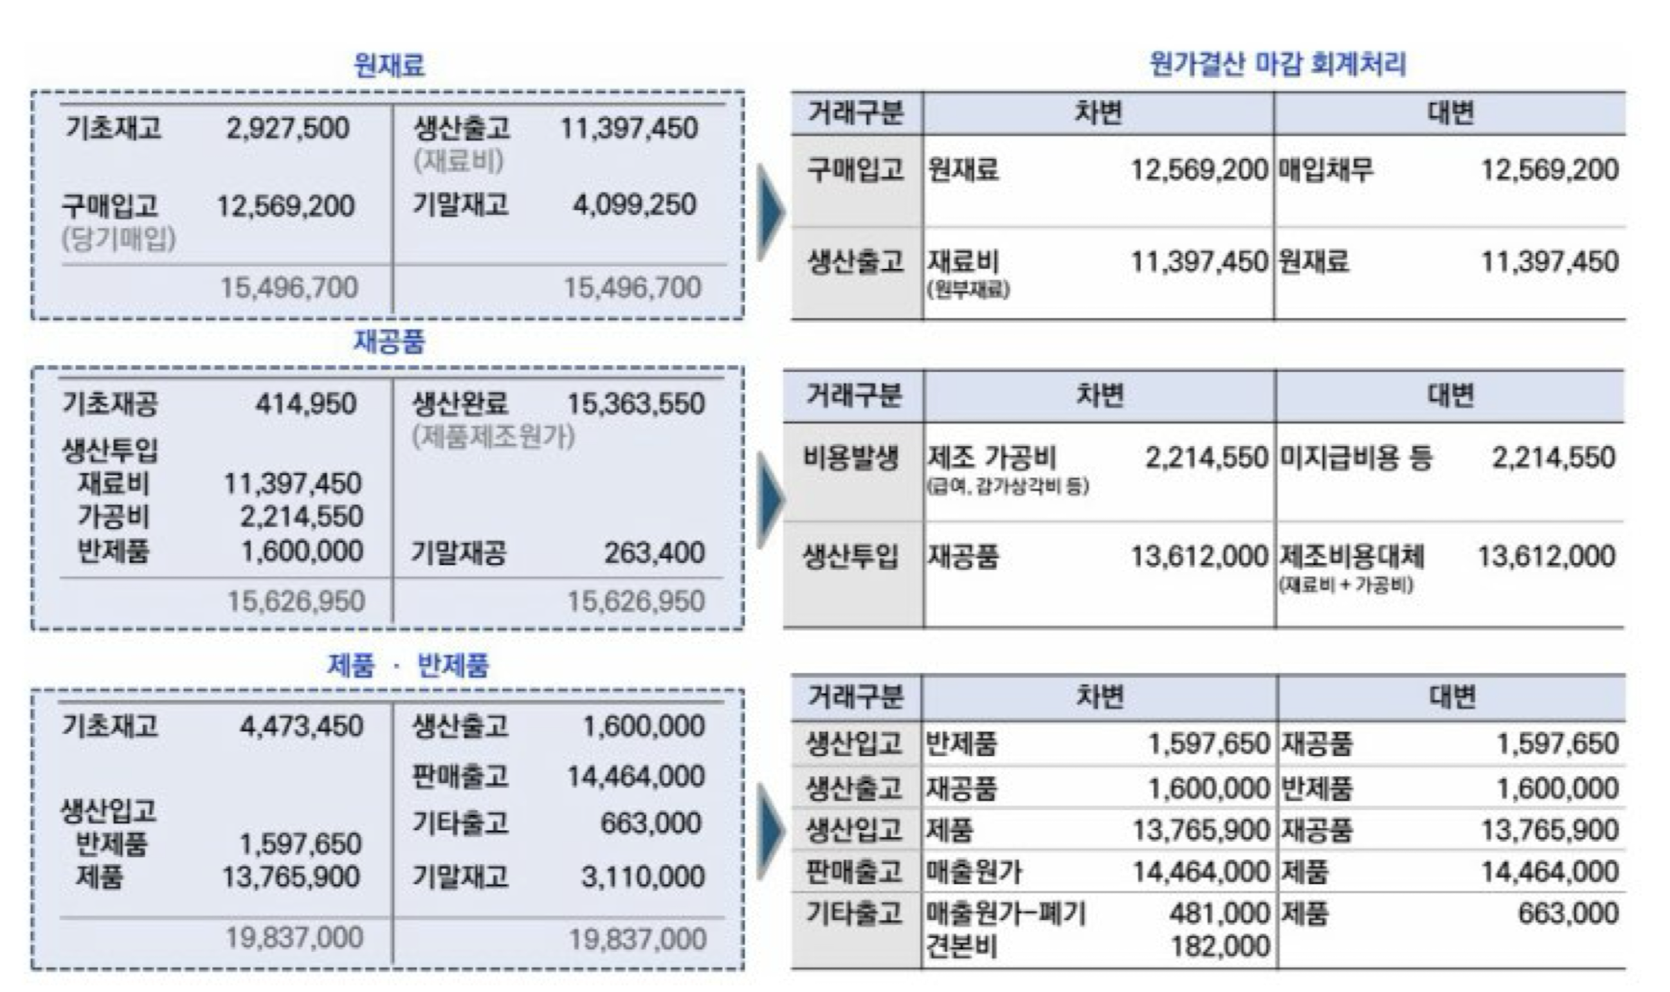 원재료
기초재고 2,927,500 생산출고 11,397,450
(재료비)
구매입고 12,569,200 기말재고 4,099,250
(당기매입)
15,496,700 15,496,700
원가결산 마감 회계처리
거래구분 차변 대변
구매입고 원재료 12,569,200 매입채무 12,569,200
생산출고 재료비 11,397,450 원재료 11,397,450
(원부재료)
재공품
기초재공 414,950 생산완료 15,363,550
(제품제조원가)
생산투입
재료비 11,397,450
가공비 2,214,550
반제품 1,600,000 기말재공 263,400
15,626,950 15,626,950
거래구분 차변 대변
비용발생 제조 가공비 2,214,550 미지급비용 등 2,214,550
(급여, 감가상각비 등)
생산투입 재공품 13,612,000 제조비용대체 13,612,000
(재료비 + 가공비)
제품 · 반제품
기초재고 4,473,450 생산출고 1,600,000
판매출고 14,464,000
생산입고
기타출고 663,000
반제품 1,597,650
제품 13,765,900 기말재고 3,110,000
19,837,000 19,837,000
거래구분 차변 대변
생산입고 반제품 1,597,650 재공품 1,597,650
생산출고 재공품 1,600,000 반제품 1,600,000
생산입고 제품 13,765,900 재공품 13,765,900
판매출고 매출원가 14,464,000 제품 14,464,000
기타출고 매출원가-폐기 481,000 제품 663,000
견본비 182,000